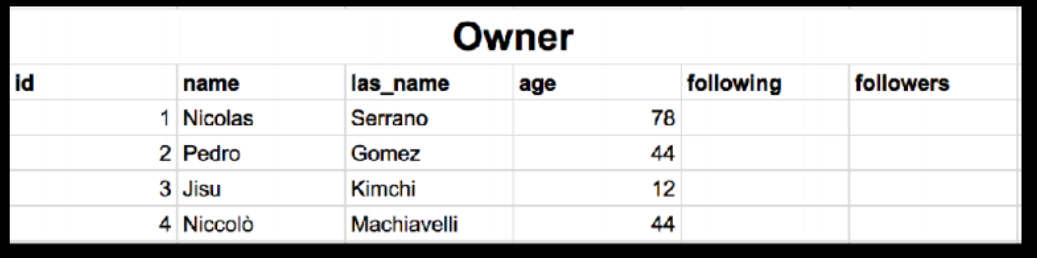 Owner
id name las_name age following followers
1 Nicolas Serrano 78
2 Pedro Gomez 44
3 Jisu Kimchi 12
4 Niccolò Machiavelli 44